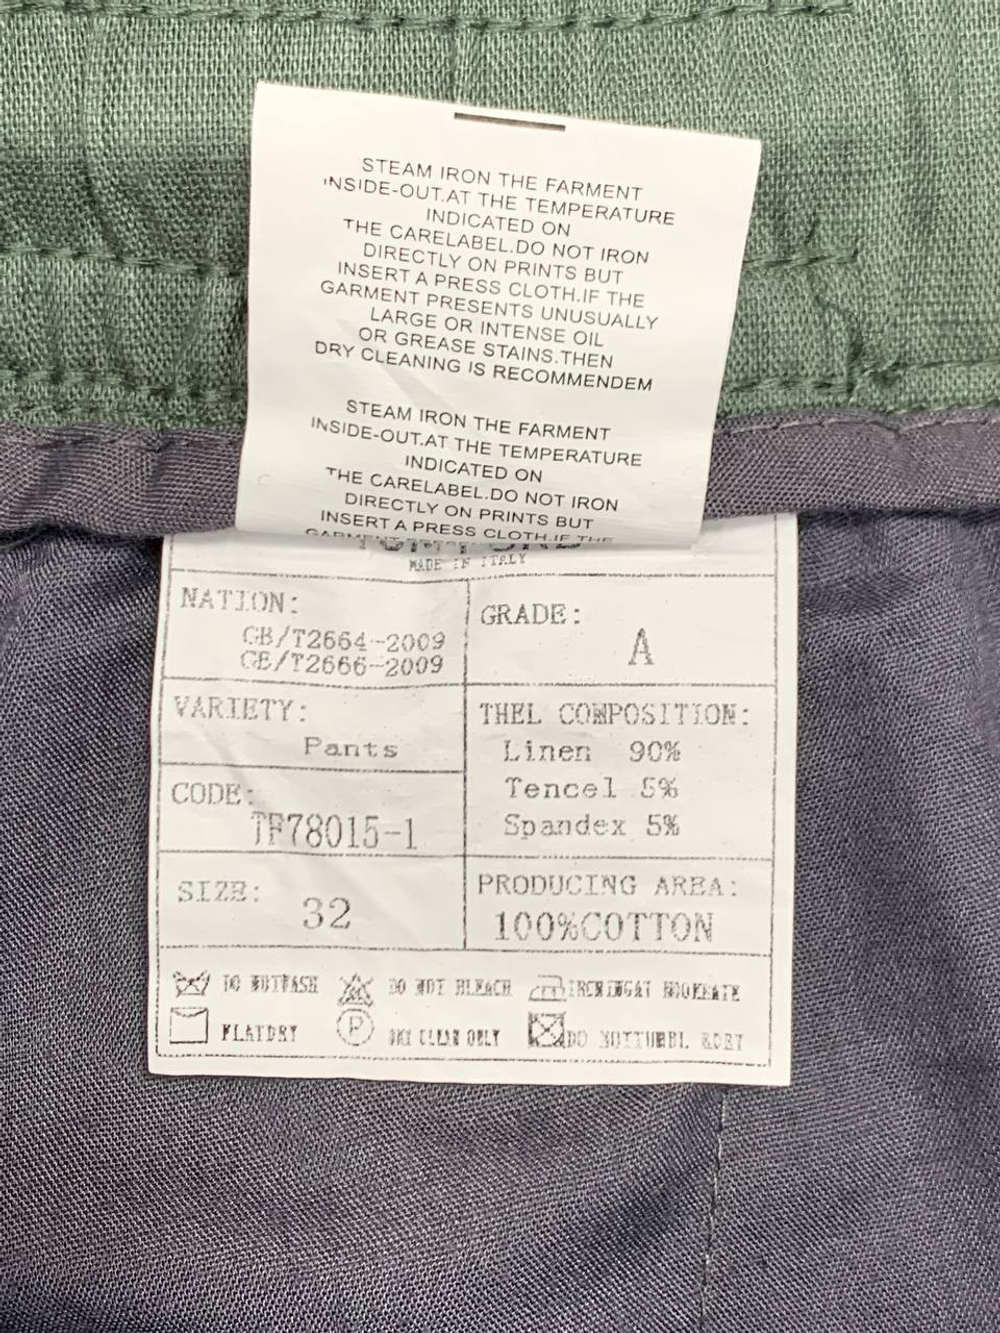 STEAM IRON THE FARMENT
INSIDE-OUT.AT THE TEMPERATURE
INDICATED ON
THE CARELABEL.DO NOT IRON
DIRECTLY ON PRINTS BUT
INSERT A PRESS CLOTH.IF THE
GARMENT PRESENTS UNUSUALLY
LARGE OR INTENSE OIL
OR GREASE STAINS.THEN
DRY CLEANING IS RECOMMENDEM
STEAM IRON THE FARMENT
INSIDE-OUT.AT THE TEMPERATURE
INDICATED ON
THE CARELABEL.DO NOT IRON
DIRECTLY ON PRINTS BUT
INSERT A PRESS CLOTH.IF THE
MADE IN ITALY
NATION:
GB/T2664-2009
GB/T2666-2009
GRADE:
A
VARIETY:
Pants
THEL COMPOSITION:
Linen 90%
Tencel 5%
Spandex 5%
CODE:
TF78015-1
SIZE:
32
PRODUCING AREA:
100%COTTON
DO NOT BLEACH
FLATDRY
DRY CLEAN ONLY